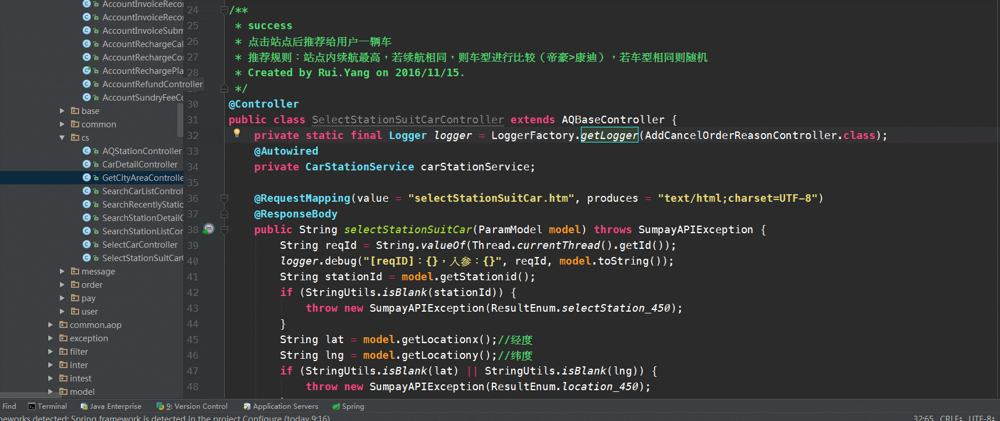 AccountInvoiceRecor
AccountInvoiceRecor
AccountInvoiceSubm
AccountRechargeCal
AccountRechargeCor
AccountRechargePla
AccountRefundController
AccountSundryFeeCo
base
common
cs
AQStationController
CarDetailController
GetCityAreaControlle
SearchCarListControl
SearchRecentlyStatio
SearchStationDetailC
SearchStationListCor
SelectCarController
SelectStationSuitCarC
message
order
pay
user
common.aop
exception
filter
inter
intest
model
24 /**
25 * success
26 * 点击站点后推荐给用户一辆车
27 * 推荐规则：站点内续航最高，若续航相同，则车型进行比较（帝豪>康迪），若车型相同则随机
28 * Created by Rui.Yang on 2016/11/15.
*/
30 @Controller
31 public class SelectStationSuitCarController extends AQBaseController {
32 private static final Logger logger = LoggerFactory.getLogger(AddCancelOrderReasonController.class);
33 @Autowired
34 private CarStationService carStationService;
35
36 @RequestMapping(value = "selectStationSuitCar.htm", produces = "text/html;charset=UTF-8")
37 @ResponseBody
38 public String selectStationSuitCar(ParamModel model) throws SumpayAPIException {
39 String reqId = String.valueOf(Thread.currentThread().getId());
40 logger.debug("[reqID]：{}，入参：{}", reqId, model.toString());
41 String stationId = model.getStationid();
42 if (StringUtils.isBlank(stationId)) {
43 throw new SumpayAPIException(ResultEnum.selectStation_450);
44 }
45 String lat = model.getLocationx();//经度
46 String lng = model.getLocationy();//纬度
47 if (StringUtils.isBlank(lat) || StringUtils.isBlank(lng)) {
48 throw new SumpayAPIException(ResultEnum.location_450);
Find Terminal Java Enterprise 9: Version Control Application Servers Spring
neworks detected: Spring framework is detected in the project Configure (today 9:16) 32:65 CRLF UTF-8